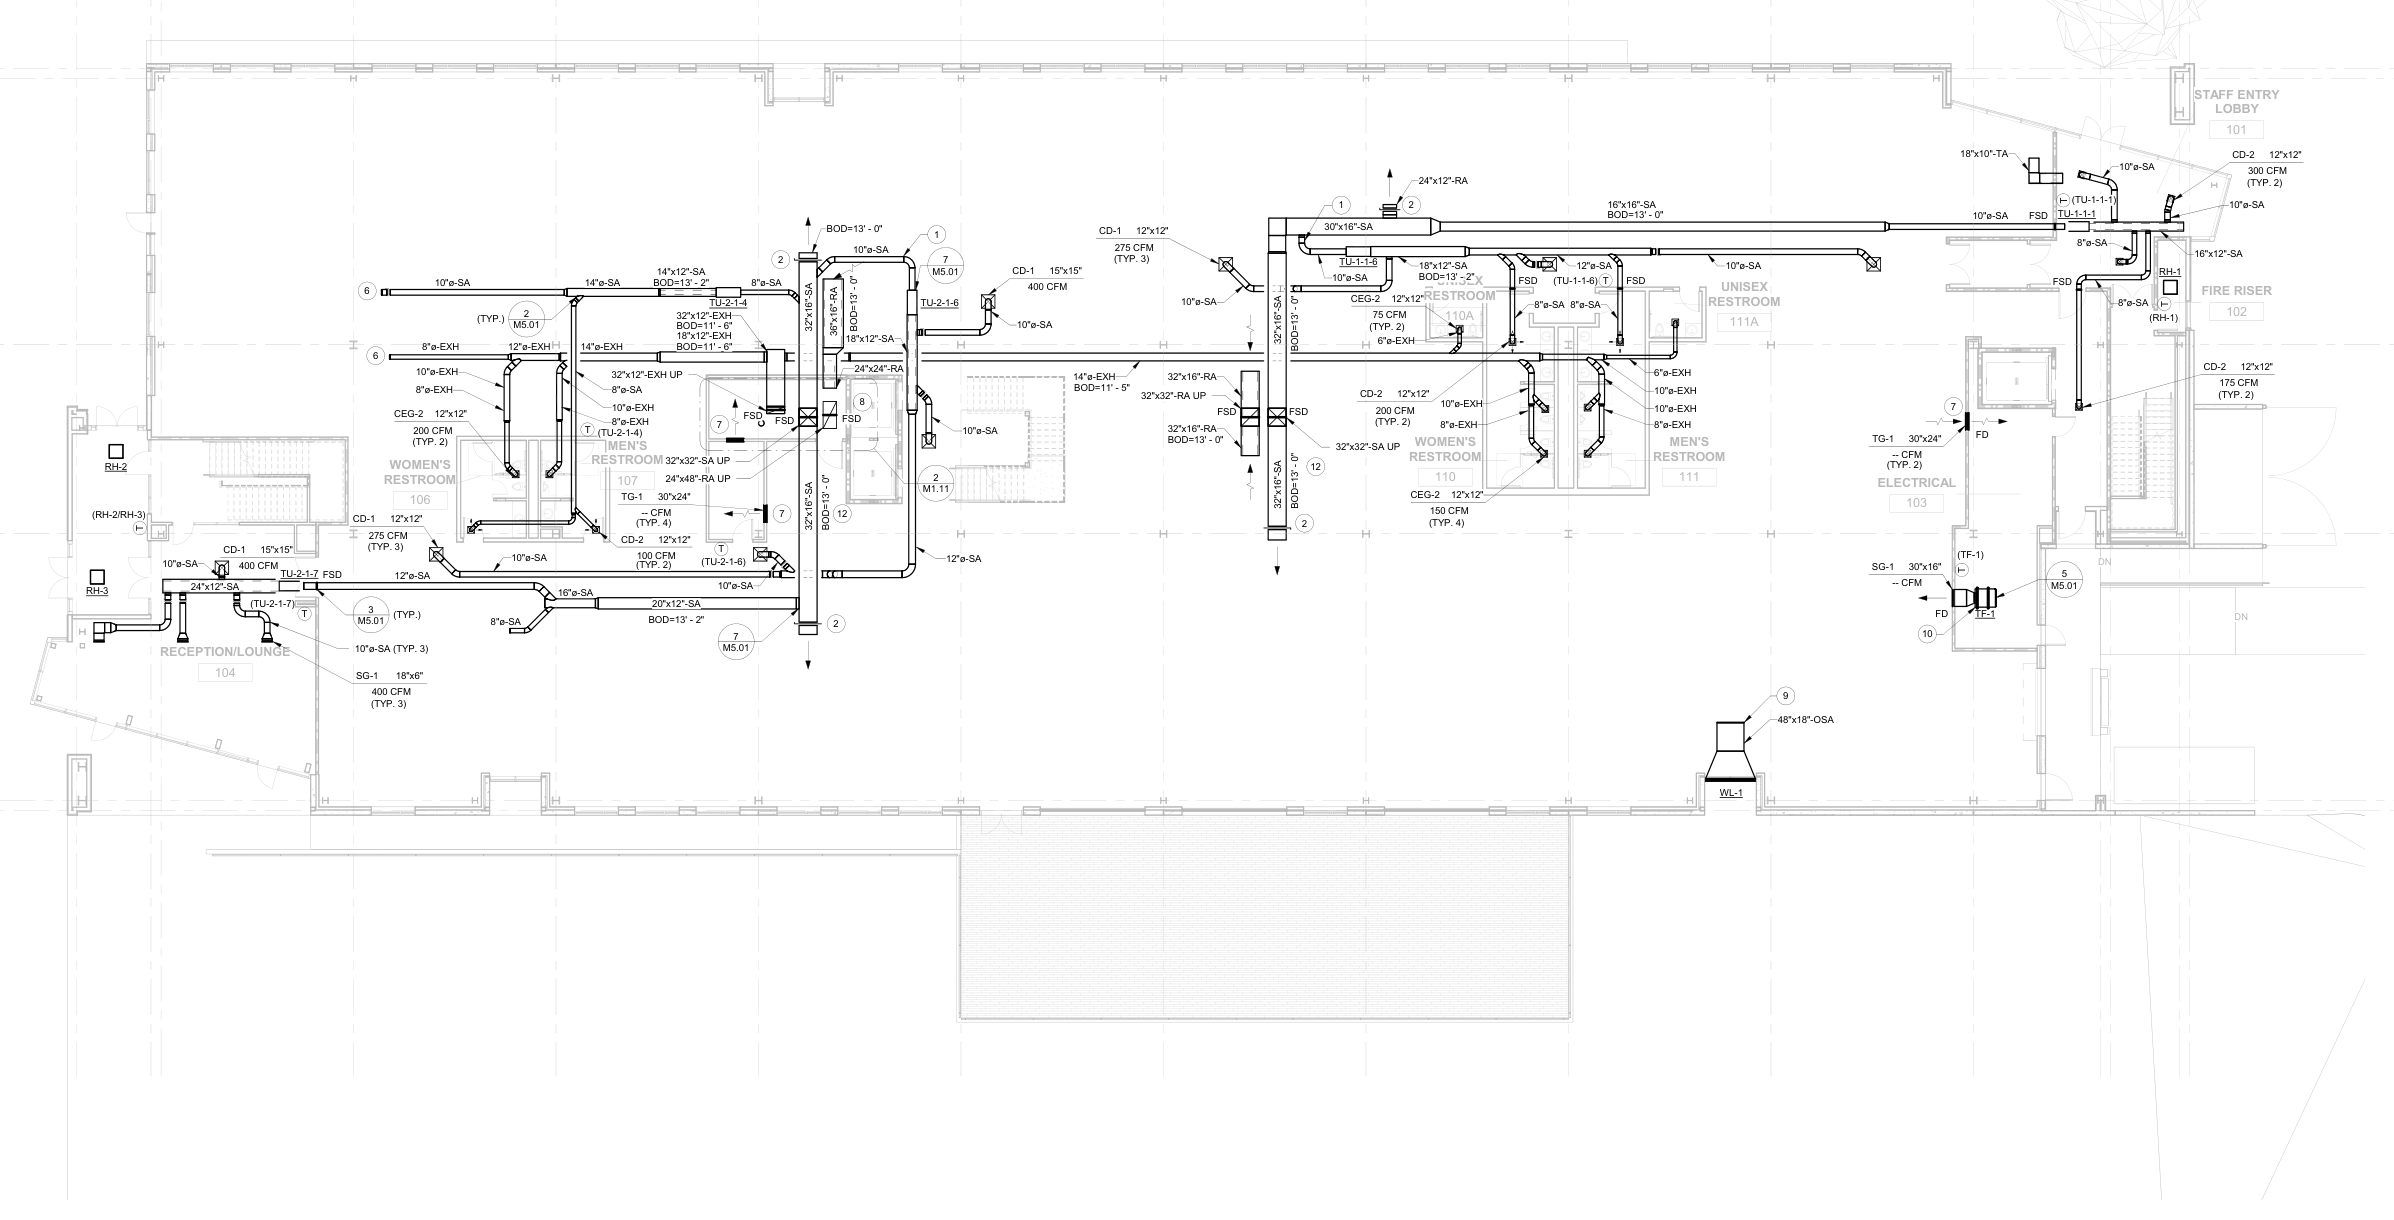 STAFF ENTRY
LOBBY
101
CD-2 12"x12"
300 CFM
(TYP. 2)
18"x10"-TA
10"ø-SA
T
(TU-1-1-1)
10"ø-SA
TU-1-1-1
FSD
10"ø-SA
8"ø-SA
16"x12"-SA
24"x12"-RA
1
2
16"x16"-SA
BOD=13' - 0"
30"x16"-SA
CD-1 12"x12"
275 CFM
(TYP. 3)
10"ø-SA
10"ø-SA
TU-1-1-6
18"x12"-SA
BOD=13' - 2"
12"ø-SA
10"ø-SA
(TU-1-1-6)
T
FSD
FSD
8"ø-SA
8"ø-SA
UNISEX
RESTROOM
110A
UNISEX
RESTROOM
111A
CEG-2 12"x12"
75 CFM
(TYP. 2)
6"ø-EXH
FSD
8"ø-SA
RH-1
T
(RH-1)
FIRE RISER
102
BOD=13' - 0"
2
10"ø-SA
1
7
M5.01
CD-1 15"x15"
400 CFM
10"ø-SA
TU-2-1-6
6
10"ø-SA
14"ø-SA
14"x12"-SA
BOD=13' - 2"
8"ø-SA
TU-2-1-4
32"x16"-SA
36"x16"-RA
BOD=13' - 0"
(TYP.)
2
M5.01
32"x12"-EXH
BOD=11' - 6"
18"x12"-EXH
BOD=11' - 6"
18"x12"-SA
6
8"ø-EXH
12"ø-EXH
14"ø-EXH
10"ø-EXH
8"ø-EXH
32"x12"-EXH UP
8"ø-SA
10"ø-EXH
8"ø-EXH
T
(TU-2-1-4)
CEG-2 12"x12"
200 CFM
(TYP. 2)
24"x24"-RA
8
FSD
FSD
FSD
7
10"ø-SA
14"ø-EXH
BOD=11' - 5"
32"x16"-SA
BOD=13' - 0"
32"x16"-RA
32"x32"-RA UP
FSD
FSD
32"x16"-RA
BOD=13' - 0"
32"x32"-SA UP
12
32"x16"-SA
BOD=13' - 0"
2
CD-2 12"x12"
200 CFM
(TYP. 2)
6"ø-EXH
10"ø-EXH
10"ø-EXH
8"ø-EXH
10"ø-EXH
8"ø-EXH
WOMEN'S
RESTROOM
110
MEN'S
RESTROOM
111
CEG-2 12"x12"
150 CFM
(TYP. 4)
CD-2 12"x12"
175 CFM
(TYP. 2)
7
FD
TG-1 30"x24"
-- CFM
(TYP. 2)
ELECTRICAL
103
RH-2
WOMEN'S
RESTROOM
106
MEN'S
RESTROOM
107
32"x32"-SA UP
24"x48"-RA UP
TG-1 30"x24"
-- CFM
(TYP. 4)
7
32"x16"-SA
BOD=13' - 0"
12
2
M1.11
(RH-2/RH-3)
T
CD-1 12"x12"
275 CFM
(TYP. 3)
CD-2 12"x12"
100 CFM
(TYP. 2)
T
(TU-2-1-6)
10"ø-SA
10"ø-SA
12"ø-SA
CD-1 15"x15"
400 CFM
10"ø-SA
24"x12"-SA
TU-2-1-7 FSD
12"ø-SA
RH-3
(TU-2-1-7)
T
3
M5.01
(TYP.)
16"ø-SA
20"x12"-SA
BOD=13' - 2"
8"ø-SA
7
M5.01
2
10"ø-SA (TYP. 3)
RECEPTION/LOUNGE
104
SG-1 18"x6"
400 CFM
(TYP. 3)
(TF-1)
T
SG-1 30"x16"
-- CFM
FD
TF-1
10
5
M5.01
DN
DN
9
48"x18"-OSA
WL-1